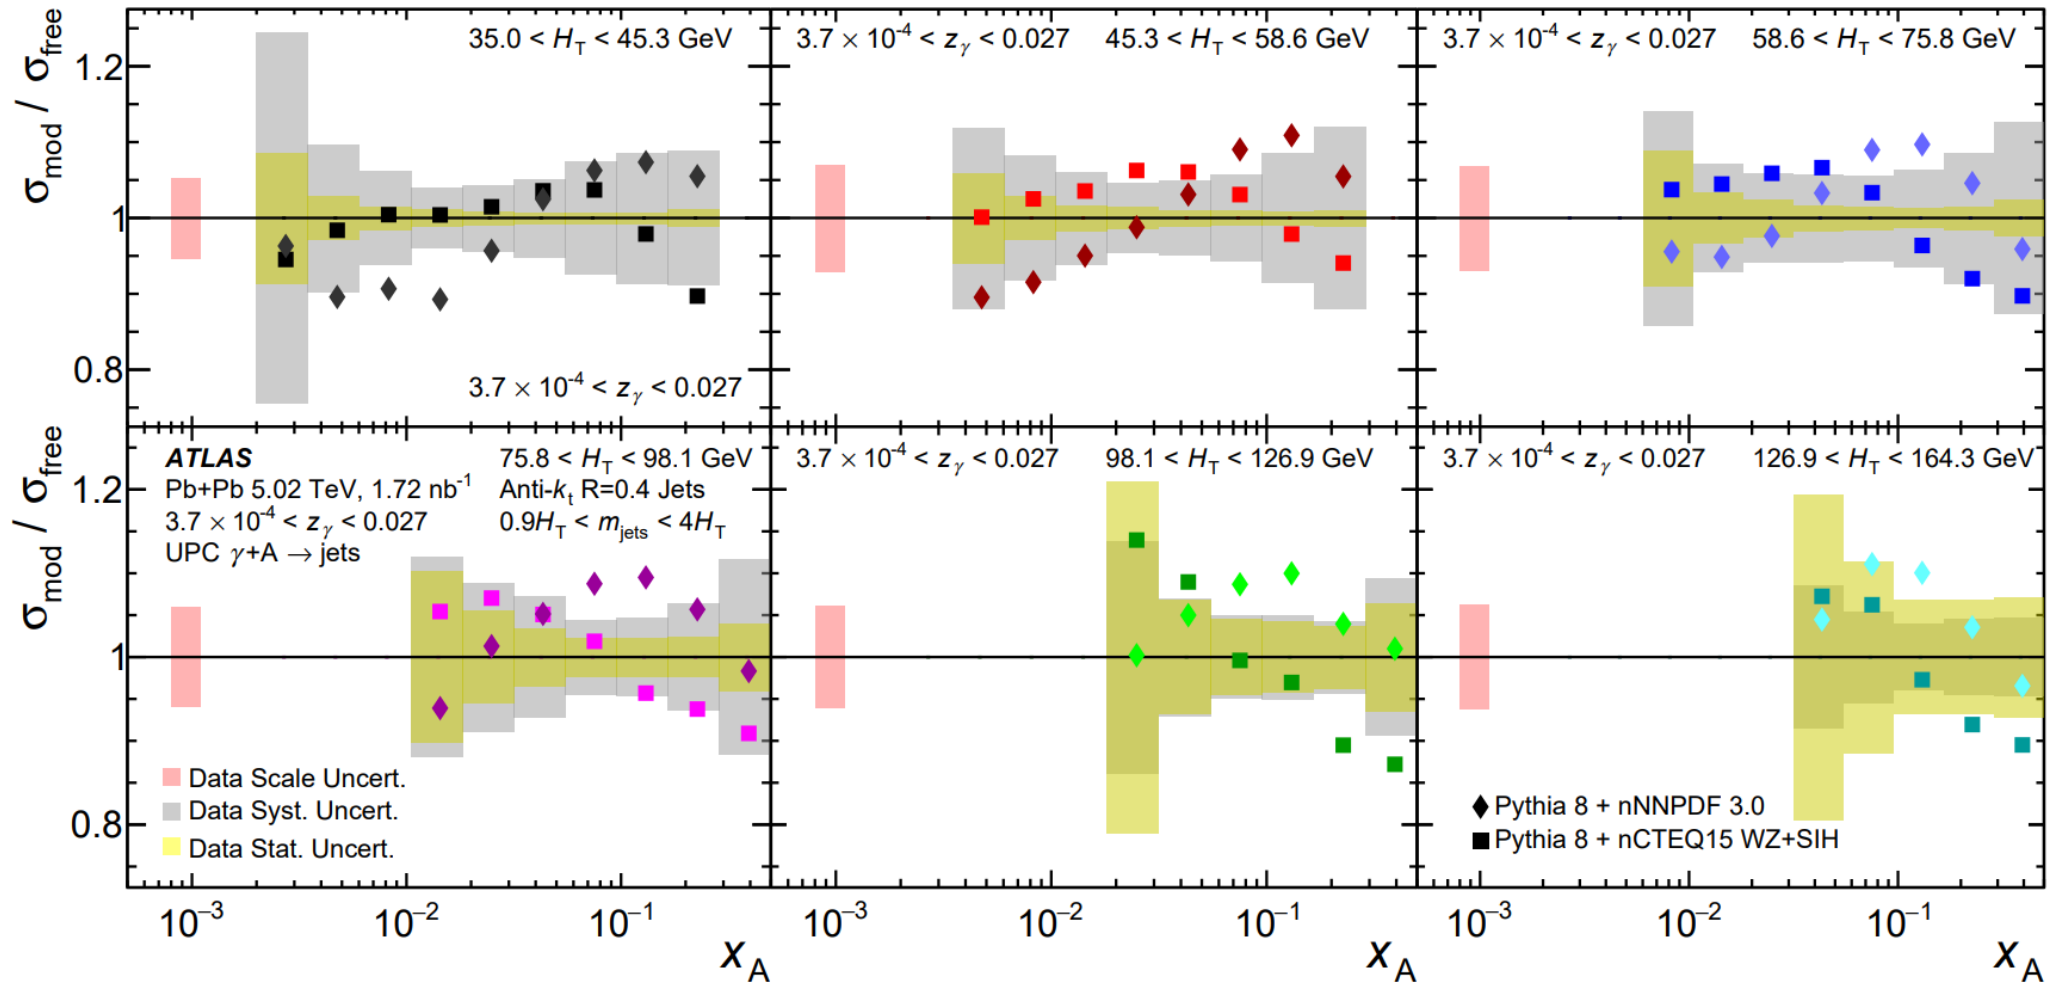 σmod / σfree
1.2
1
0.8
35.0 < HT < 45.3 GeV
3.7 × 10⁻⁴ < zγ < 0.027
3.7 × 10⁻⁴ < zγ < 0.027 45.3 < HT < 58.6 GeV
3.7 × 10⁻⁴ < zγ < 0.027 58.6 < HT < 75.8 GeV
σmod / σfree
1.2
1
0.8
ATLAS 75.8 < HT < 98.1 GeV
Pb+Pb 5.02 TeV, 1.72 nb⁻¹ Anti-kt R=0.4 Jets
3.7 × 10⁻⁴ < zγ < 0.027 0.9HT < mjets < 4HT
UPC γ+A → jets
Data Scale Uncert.
Data Syst. Uncert.
Data Stat. Uncert.
3.7 × 10⁻⁴ < zγ < 0.027 98.1 < HT < 126.9 GeV
3.7 × 10⁻⁴ < zγ < 0.027 126.9 < HT < 164.3 GeV
Pythia 8 + nNNPDF 3.0
Pythia 8 + nCTEQ15 WZ+SIH
10⁻³ 10⁻² 10⁻¹ 10⁻³ 10⁻² 10⁻¹ 10⁻³ 10⁻² 10⁻¹
xA xA xA